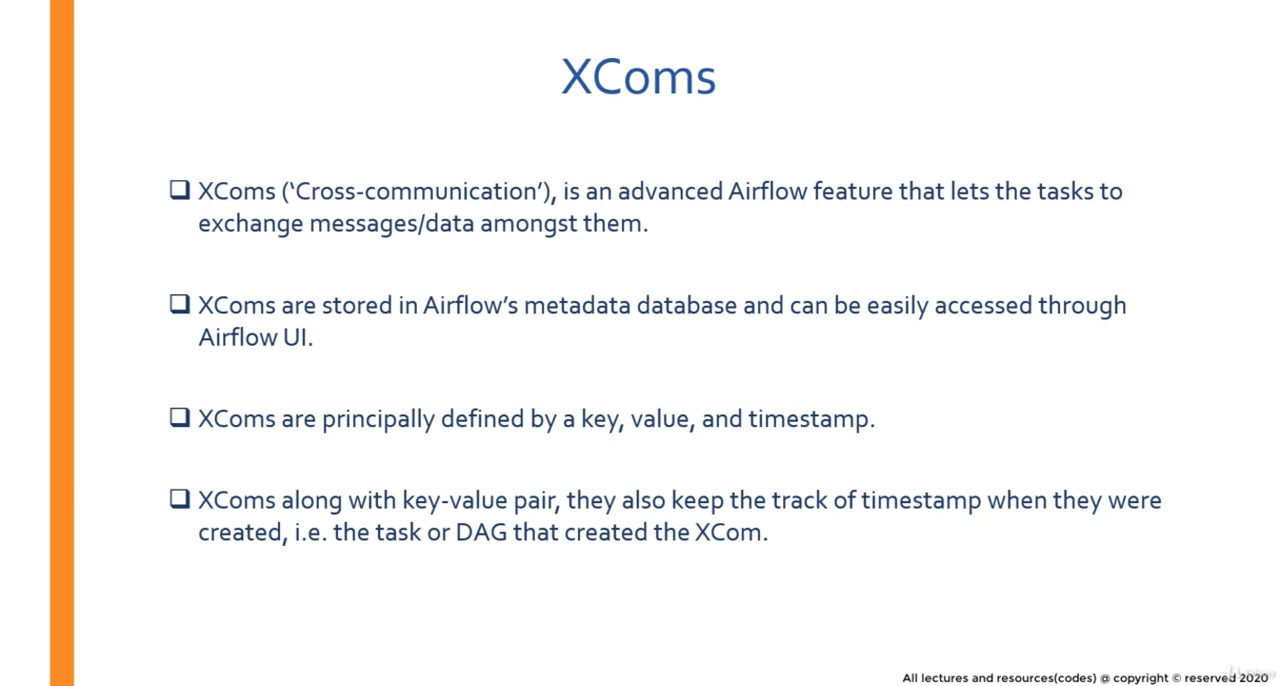 XComs
XComs (‘Cross-communication’), is an advanced Airflow feature that lets the tasks to
exchange messages/data amongst them.
XComs are stored in Airflow’s metadata database and can be easily accessed through
Airflow UI.
XComs are principally defined by a key, value, and timestamp.
XComs along with key-value pair, they also keep the track of timestamp when they were
created, i.e. the task or DAG that created the XCom.
All lectures and resources(codes) @ copyright © reserved 2020